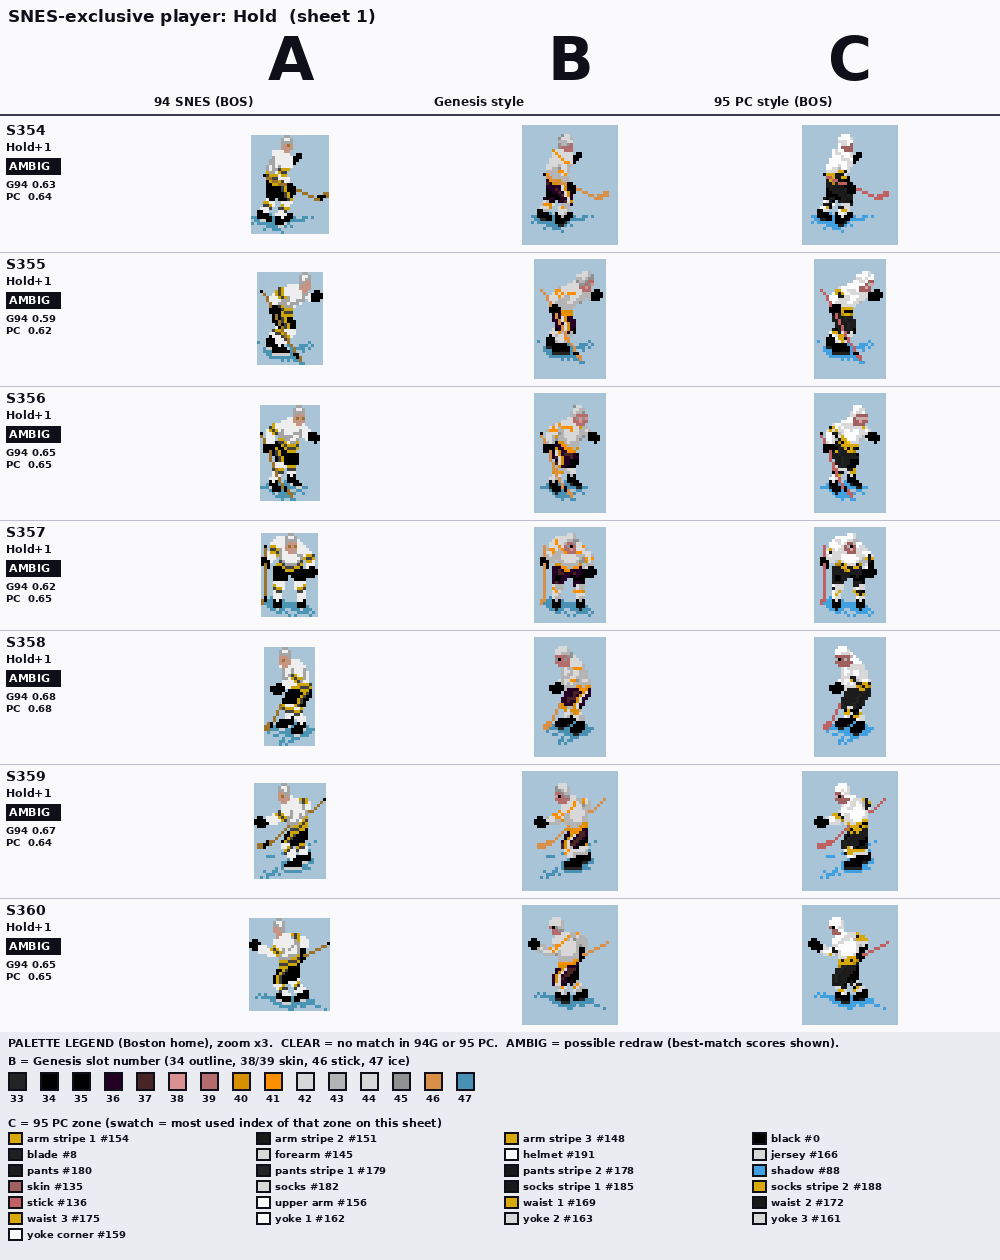 SNES-exclusive player: Hold  (sheet 1)
A B C
94 SNES (BOS) Genesis style 95 PC style (BOS)
S354
Hold+1
AMBIG
G94 0.63
PC 0.64
S355
Hold+1
AMBIG
G94 0.59
PC 0.62
S356
Hold+1
AMBIG
G94 0.65
PC 0.65
S357
Hold+1
AMBIG
G94 0.62
PC 0.65
S358
Hold+1
AMBIG
G94 0.68
PC 0.68
S359
Hold+1
AMBIG
G94 0.67
PC 0.64
S360
Hold+1
AMBIG
G94 0.65
PC 0.65
PALETTE LEGEND (Boston home), zoom x3.  CLEAR = no match in 94G or 95 PC.  AMBIG = possible redraw (best-match scores shown).
B = Genesis slot number (34 outline, 38/39 skin, 46 stick, 47 ice)
33 34 35 36 37 38 39 40 41 42 43 44 45 46 47
C = 95 PC zone (swatch = most used index of that zone on this sheet)
arm stripe 1 #154 arm stripe 2 #151 arm stripe 3 #148 black #0
blade #8 forearm #145 helmet #191 jersey #166
pants #180 pants stripe 1 #179 pants stripe 2 #178 shadow #88
skin #135 socks #182 socks stripe 1 #185 socks stripe 2 #188
stick #136 upper arm #156 waist 1 #169 waist 2 #172
waist 3 #175 yoke 1 #162 yoke 2 #163 yoke 3 #161
yoke corner #159